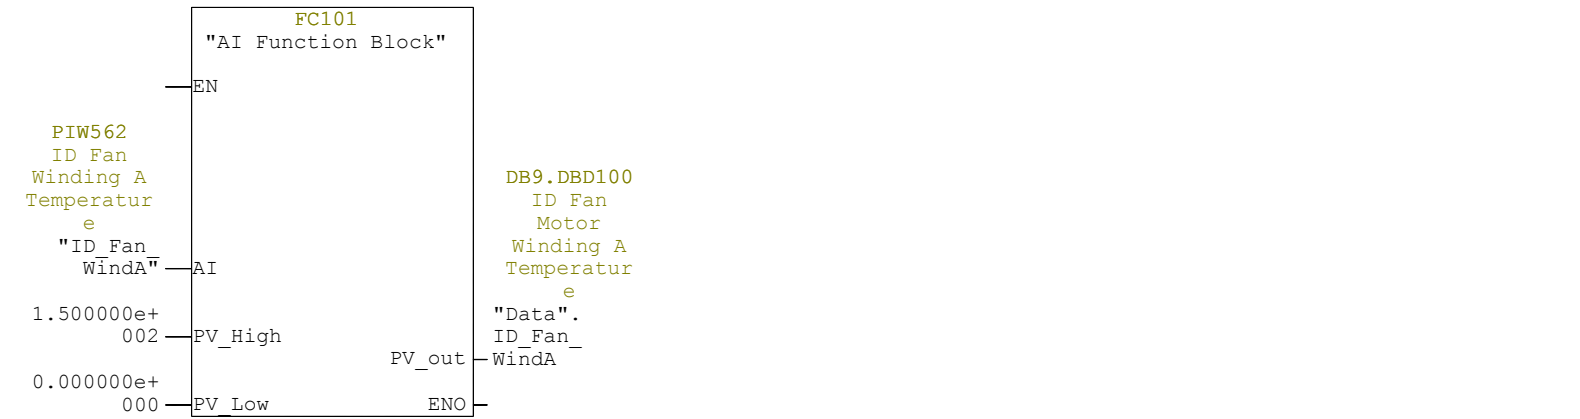 FC101
"AI Function Block"
EN
PIW562
ID Fan
Winding A
Temperatur
e
"ID_Fan_
WindA"
AI
1.500000e+
002
PV_High
0.000000e+
000
PV_Low
DB9.DBD100
ID Fan
Motor
Winding A
Temperatur
e
"Data".
ID_Fan_
WindA
PV_out
ENO